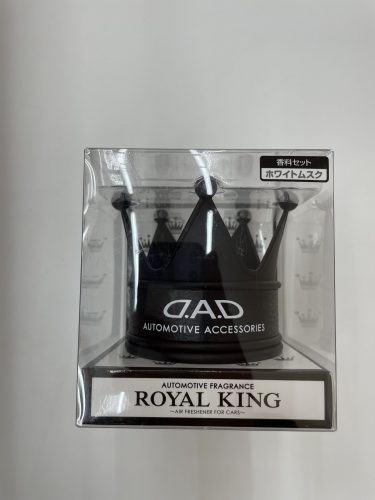 香料セット
ホワイトムスク
D.A.D
AUTOMOTIVE ACCESSORIES
AUTOMOTIVE FRAGRANCE
ROYAL KING
〜AIR FRESHENER FOR CARS〜